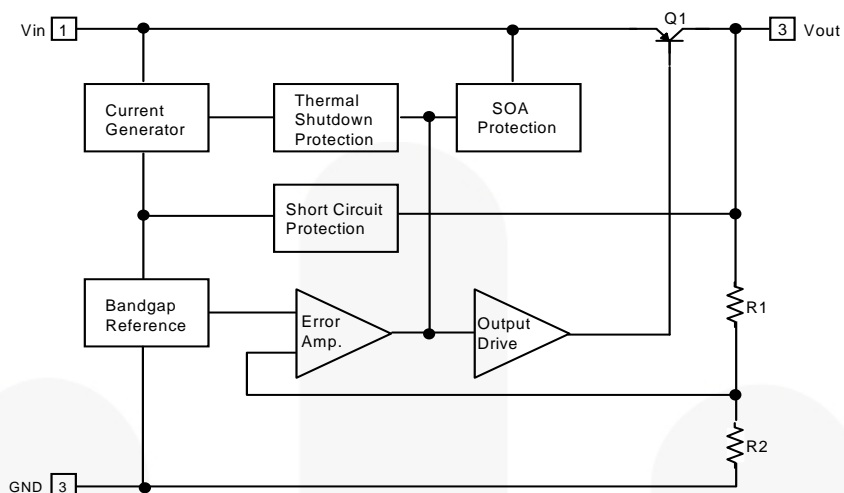 Q1
Vin 1
3 Vout
Current
Generator
Thermal
Shutdown
Protection
SOA
Protection
Short Circuit
Protection
Bandgap
Reference
Error
Amp.
Output
Drive
R1
R2
GND 3